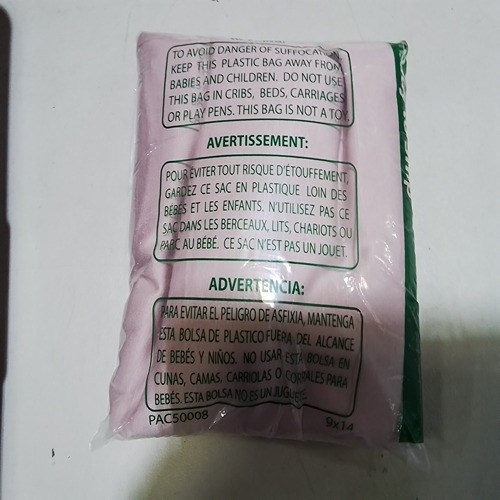 TO AVOID DANGER OF SUFFOCATION,
KEEP THIS PLASTIC BAG AWAY FROM
BABIES AND CHILDREN. DO NOT USE
THIS BAG IN CRIBS, BEDS, CARRIAGES
OR PLAY PENS. THIS BAG IS NOT A TOY.
AVERTISSEMENT:
POUR ÉVITER TOUT RISQUE D'ÉTOUFFEMENT,
GARDEZ CE SAC EN PLASTIQUE LOIN DES
BÉBÉS ET LES ENFANTS. N'UTILISEZ PAS CE
SAC DANS LES BERCEAUX, LITS, CHARIOTS OU
PARC AU BÉBÉ. CE SAC N'EST PAS UN JOUET.
ADVERTENCIA:
PARA EVITAR EL PELIGRO DE ASFIXIA, MANTENGA
ESTA BOLSA DE PLASTICO FUERA DEL ALCANCE
DE BEBÉS Y NIÑOS. NO USAR ESTA BOLSA EN
CUNAS, CAMAS, CARRIOLAS O CORRALES PARA
BEBÉS. ESTA BOLSA NO ES UN JUGUETE.
PAC50008 9x14